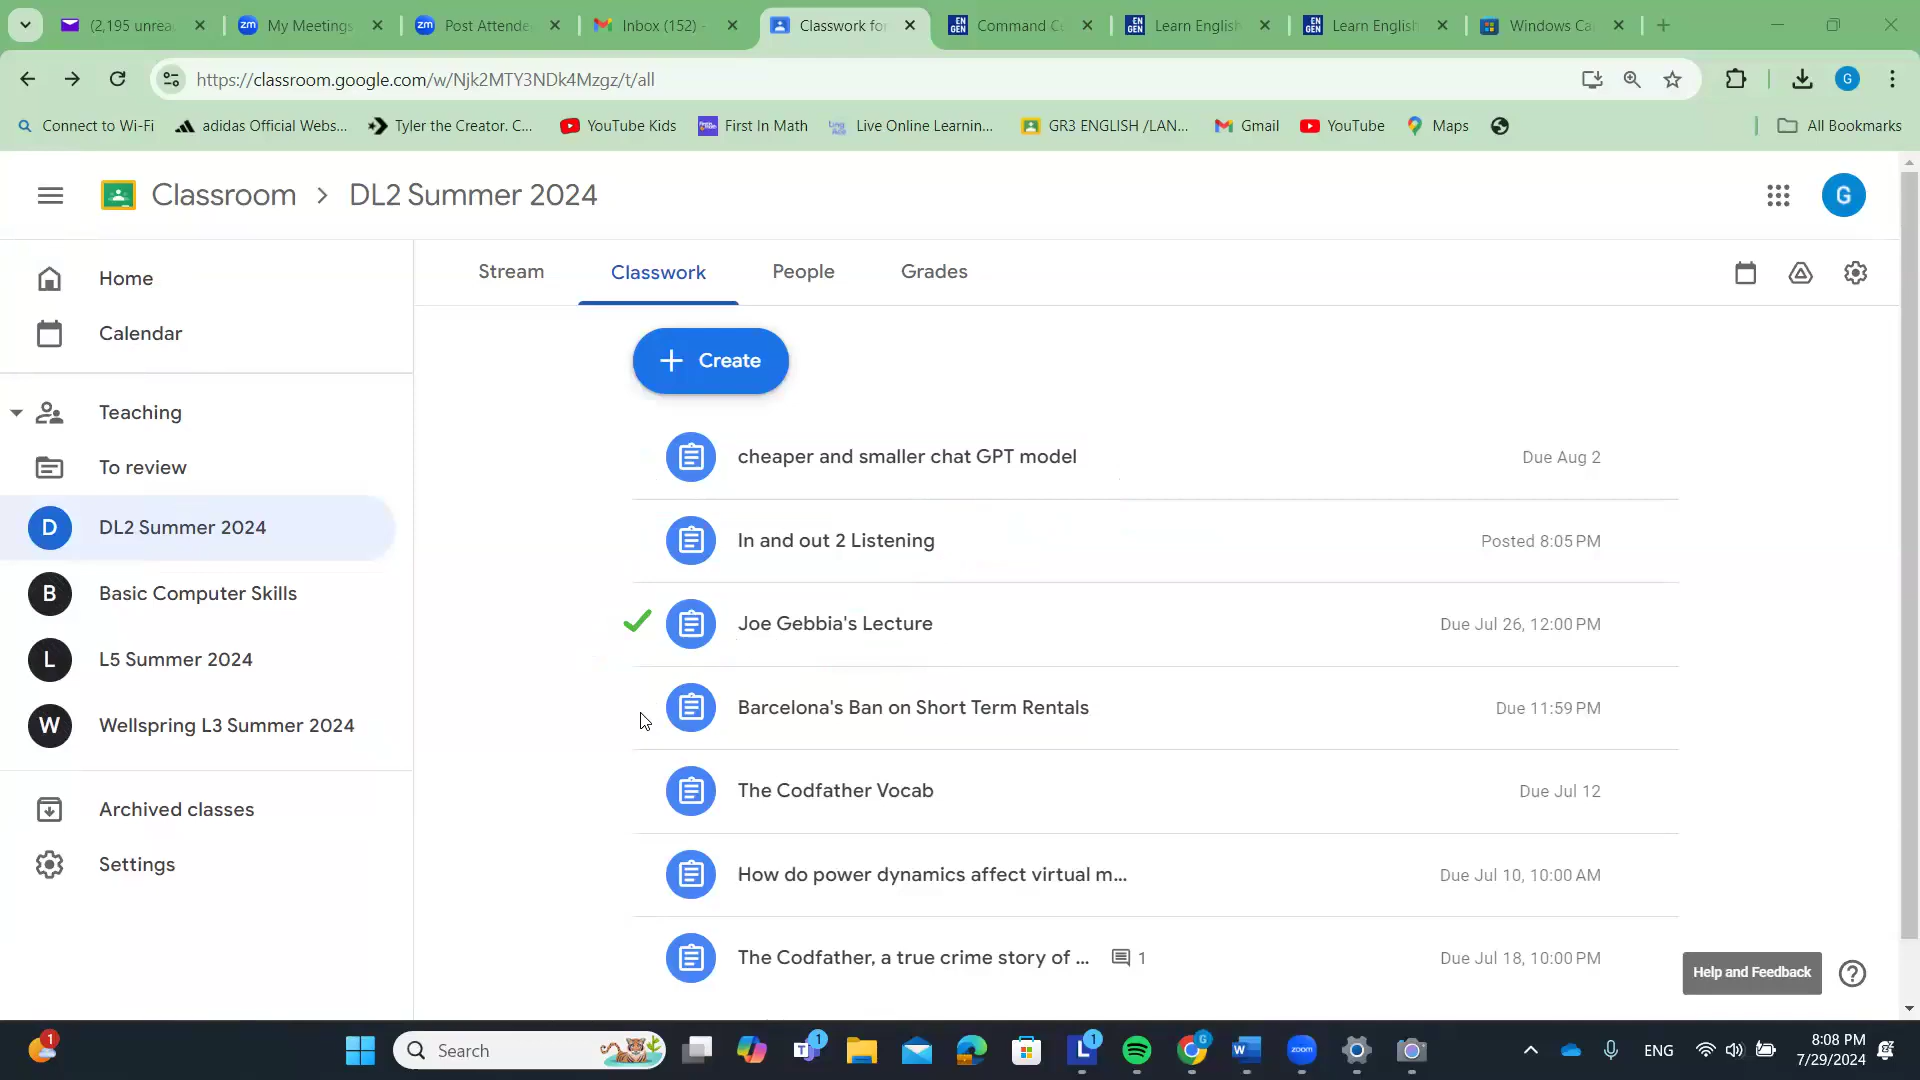 (2,195 unrea
My Meetings
Post Attende
Inbox (152) -
Classwork for
Command Ce
Learn English
Learn English
Windows Ca
https://classroom.google.com/w/Njk2MTY3NDk4Mzgz/t/all
Connect to Wi-Fi
adidas Official Webs...
Tyler the Creator. C...
YouTube Kids
First In Math
Live Online Learnin...
GR3 ENGLISH /LAN...
Gmail
YouTube
Maps
All Bookmarks
Classroom > DL2 Summer 2024
G
Home
Calendar
Teaching
To review
D DL2 Summer 2024
B Basic Computer Skills
L L5 Summer 2024
W Wellspring L3 Summer 2024
Archived classes
Settings
Stream Classwork People Grades
+ Create
cheaper and smaller chat GPT model Due Aug 2
In and out 2 Listening Posted 8:05 PM
Joe Gebbia's Lecture Due Jul 26, 12:00 PM
Barcelona's Ban on Short Term Rentals Due 11:59 PM
The Codfather Vocab Due Jul 12
How do power dynamics affect virtual m... Due Jul 10, 10:00 AM
The Codfather, a true crime story of ... 1 Due Jul 18, 10:00 PM
Help and Feedback
Search
ENG
8:08 PM
7/29/2024